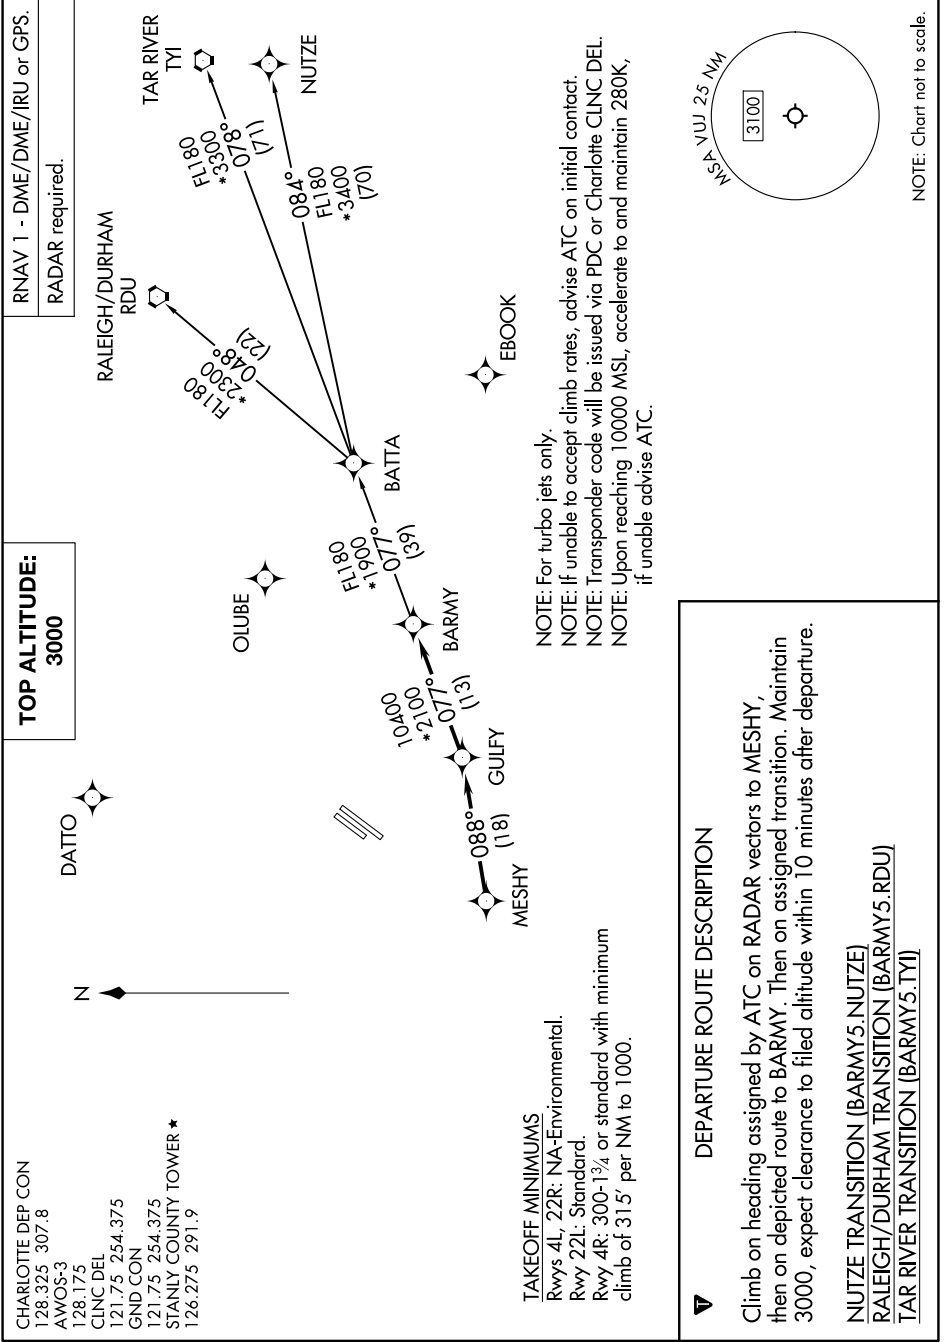 CHARLOTTE DEP CON
128.325 307.8
AWOS-3
128.175
CLNC DEL
121.75 254.375
GND CON
121.75 254.375
STANLY COUNTY TOWER ★
126.275 291.9
TOP ALTITUDE:
3000
RNAV 1 - DME/DME/IRU or GPS.
RADAR required.
N
DATTO
OLUBE
RALEIGH/DURHAM
RDU
TAR RIVER
TYI
NUTZE
FL180
*2300
048°
(22)
FL180
*3300
078°
(71)
084°
FL180
*3400
(70)
BATTA
EBOOK
FL180
*1900
077°
(39)
BARMY
10400
*2100
077°
(13)
GULFY
088°
(18)
MESHY
TAKEOFF MINIMUMS
Rwys 4L, 22R: NA-Environmental.
Rwy 22L: Standard.
Rwy 4R: 300-1¾ or standard with minimum
climb of 315' per NM to 1000.
NOTE: For turbo jets only.
NOTE: If unable to accept climb rates, advise ATC on initial contact.
NOTE: Transponder code will be issued via PDC or Charlotte CLNC DEL.
NOTE: Upon reaching 10000 MSL, accelerate to and maintain 280K,
if unable advise ATC.
MSA VUJ 25 NM
3100
NOTE: Chart not to scale.
T
DEPARTURE ROUTE DESCRIPTION
Climb on heading assigned by ATC on RADAR vectors to MESHY,
then on depicted route to BARMY. Then on assigned transition. Maintain
3000, expect clearance to filed altitude within 10 minutes after departure.
NUTZE TRANSITION (BARMY5.NUTZE)
RALEIGH/DURHAM TRANSITION (BARMY5.RDU)
TAR RIVER TRANSITION (BARMY5.TYI)